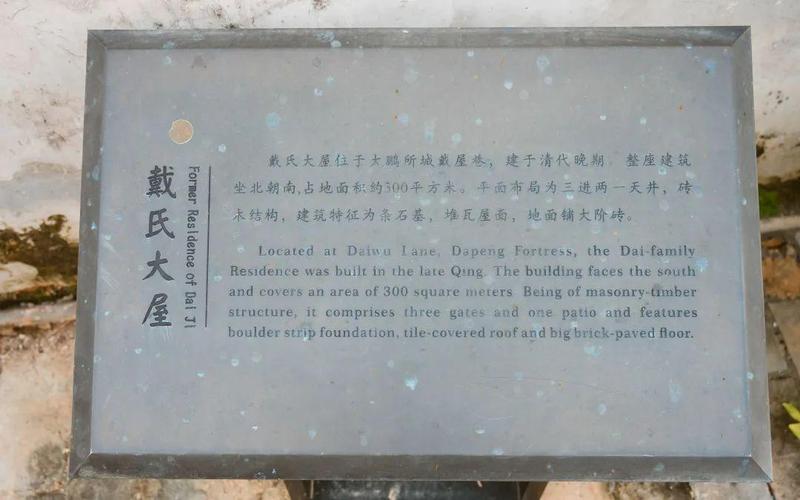 戴氏大屋
Former Residence of Dai Ji
戴氏大屋位于大鹏所城戴屋巷，建于清代晚期。整座建筑
坐北朝南,占地面积约300平方米。平面布局为三进两一天井，砖
木结构，建筑特征为条石基，堆瓦屋面，地面铺大阶砖。
Located at Daiwu Lane, Dapeng Fortress, the Dai-family
Residence was built in the late Qing. The building faces the south
and covers an area of 300 square meters. Being of masonry-timber
structure, it comprises three gates and one patio and features
boulder strip foundation, tile-covered roof and big brick-paved floor.